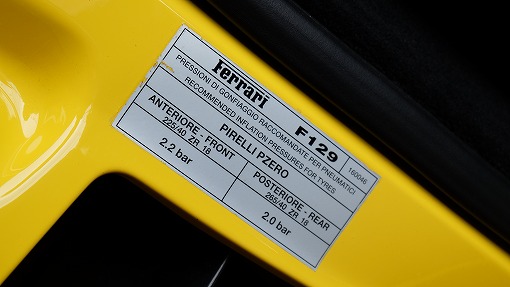 Ferrari F129 160046
PRESSIONI DI GONFIAGGIO RACCOMANDATE PER PNEUMATICI
RECOMMENDED INFLATION PRESSURES FOR TYRES
PIRELLI PZERO
ANTERIORE - FRONT
225/40 ZR 18
2.2 bar
POSTERIORE - REAR
265/40 ZR 18
2.0 bar